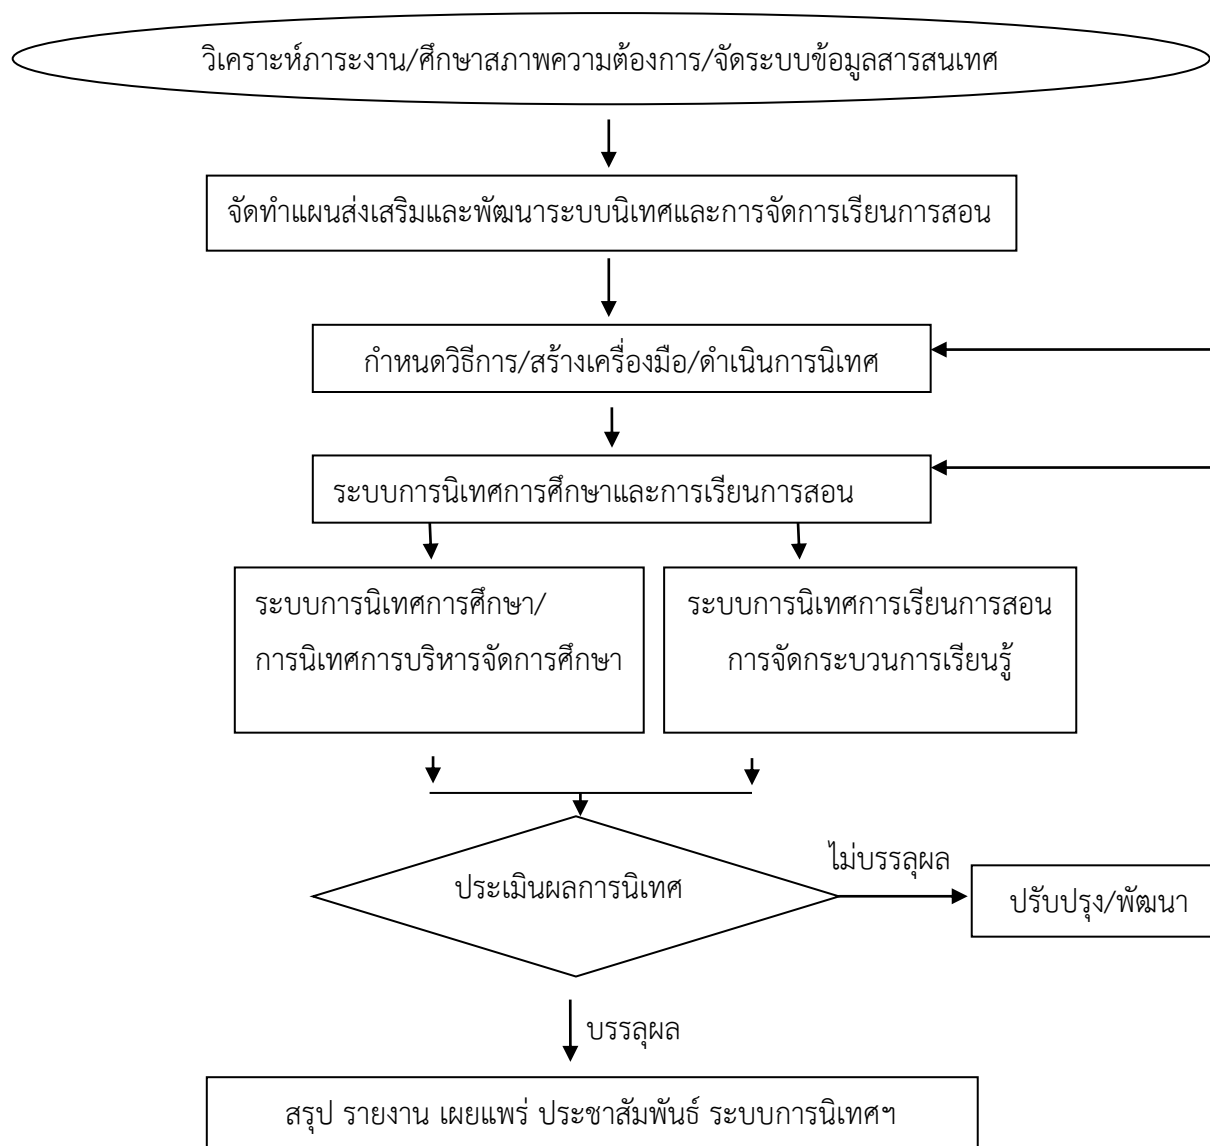 วิเคราะห์ภาระงาน/ศึกษาสภาพความต้องการ/จัดระบบข้อมูลสารสนเทศ
จัดทำแผนส่งเสริมและพัฒนาระบบนิเทศและการจัดการเรียนการสอน
กำหนดวิธีการ/สร้างเครื่องมือ/ดำเนินการนิเทศ
ระบบการนิเทศการศึกษาและการเรียนการสอน
ระบบการนิเทศการศึกษา/
การนิเทศการบริหารจัดการศึกษา
ระบบการนิเทศการเรียนการสอน
การจัดกระบวนการเรียนรู้
ประเมินผลการนิเทศ
ไม่บรรลุผล
ปรับปรุง/พัฒนา
บรรลุผล
สรุป รายงาน เผยแพร่ ประชาสัมพันธ์ ระบบการนิเทศฯ